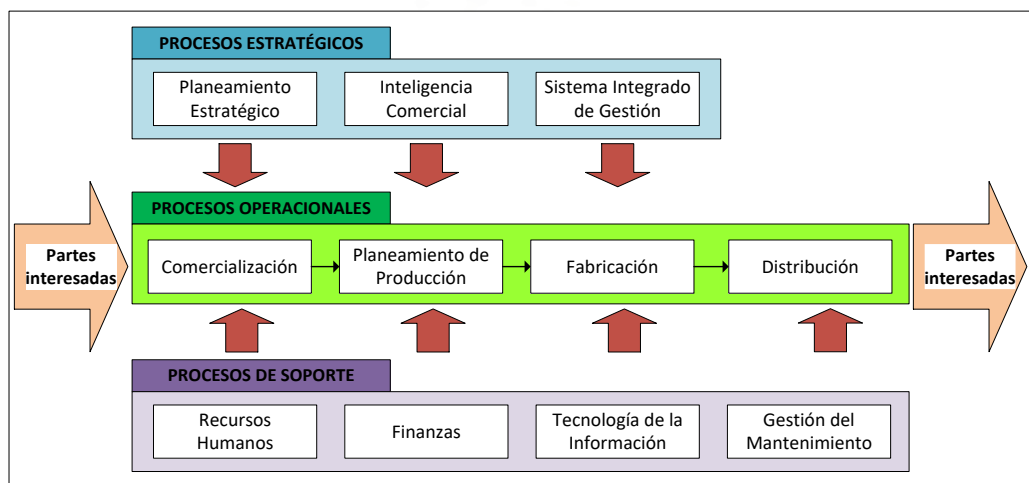 PROCESOS ESTRATÉGICOS
Planeamiento
Estratégico
Inteligencia
Comercial
Sistema Integrado
de Gestión
PROCESOS OPERACIONALES
Partes
interesadas
Comercialización
Planeamiento de
Producción
Fabricación
Distribución
Partes
interesadas
PROCESOS DE SOPORTE
Recursos
Humanos
Finanzas
Tecnología de la
Información
Gestión del
Mantenimiento